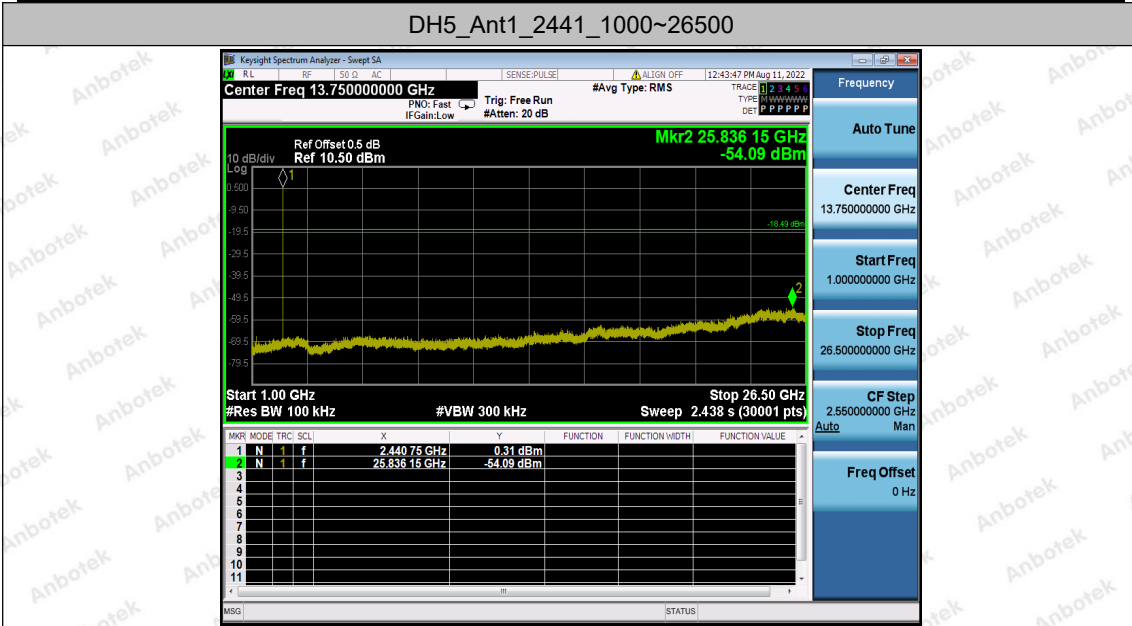 DH5_Ant1_2441_1000~26500
Keysight Spectrum Analyzer - Swept SA
LXI RL RF 50 Ω AC SENSE:PULSE ALIGN OFF 12:43:47 PM Aug 11, 2022
Center Freq 13.750000000 GHz
PNO: Fast
IFGain:Low
Trig: Free Run
#Atten: 20 dB
#Avg Type: RMS
TRACE 1 2 3 4 5 6
TYPE MWWWWW
DET P P P P P P
Mkr2 25.836 15 GHz
-54.09 dBm
Ref Offset 0.5 dB
10 dB/div Ref 10.50 dBm
Log
1
0.500
-9.50
-18.49 dBm
-19.5
-29.5
-39.5
2
-49.5
-59.5
-69.5
-79.5
Start 1.00 GHz Stop 26.50 GHz
#Res BW 100 kHz #VBW 300 kHz Sweep 2.438 s (30001 pts)
MKR MODE TRC SCL X Y FUNCTION FUNCTION WIDTH FUNCTION VALUE
1 N 1 f 2.440 75 GHz 0.31 dBm
2 N 1 f 25.836 15 GHz -54.09 dBm
3
4
5
6
7
8
9
10
11
MSG STATUS
Frequency
Auto Tune
Center Freq
13.750000000 GHz
Start Freq
1.000000000 GHz
Stop Freq
26.500000000 GHz
CF Step
2.550000000 GHz
Auto Man
Freq Offset
0 Hz
Anbotek